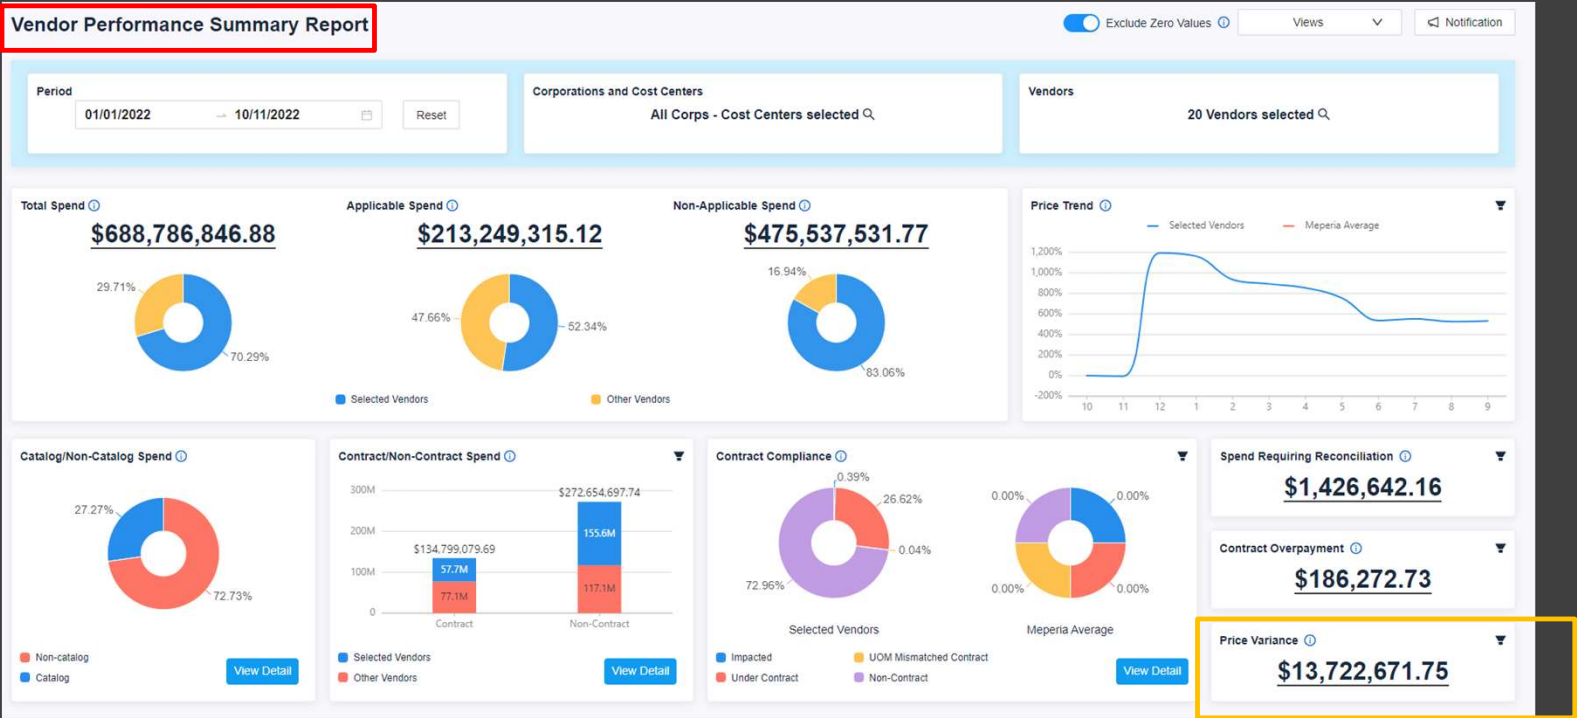 Vendor Performance Summary Report
Exclude Zero Values
Views
Notification
Period
01/01/2022
10/11/2022
Reset
Corporations and Cost Centers
All Corps - Cost Centers selected
Vendors
20 Vendors selected
Total Spend
$688,786,846.88
29.71%
70.29%
Applicable Spend
$213,249,315.12
47.66%
52.34%
Non-Applicable Spend
$475,537,531.77
16.94%
83.06%
Selected Vendors
Other Vendors
Price Trend
Selected Vendors
Meperia Average
1,200%
1,000%
800%
600%
400%
200%
0%
-200%
10 11 12 1 2 3 4 5 6 7 8 9
Catalog/Non-Catalog Spend
27.27%
72.73%
Non-catalog
Catalog
View Detail
Contract/Non-Contract Spend
300M
200M
100M
0
$134,799,079.69
57.7M
77.1M
Contract
$272,654,697.74
155.6M
117.1M
Non-Contract
Selected Vendors
Other Vendors
View Detail
Contract Compliance
0.39%
26.62%
0.04%
72.96%
Selected Vendors
0.00%
0.00%
0.00%
0.00%
Meperia Average
Impacted
UOM Mismatched Contract
Under Contract
Non-Contract
View Detail
Spend Requiring Reconciliation
$1,426,642.16
Contract Overpayment
$186,272.73
Price Variance
$13,722,671.75